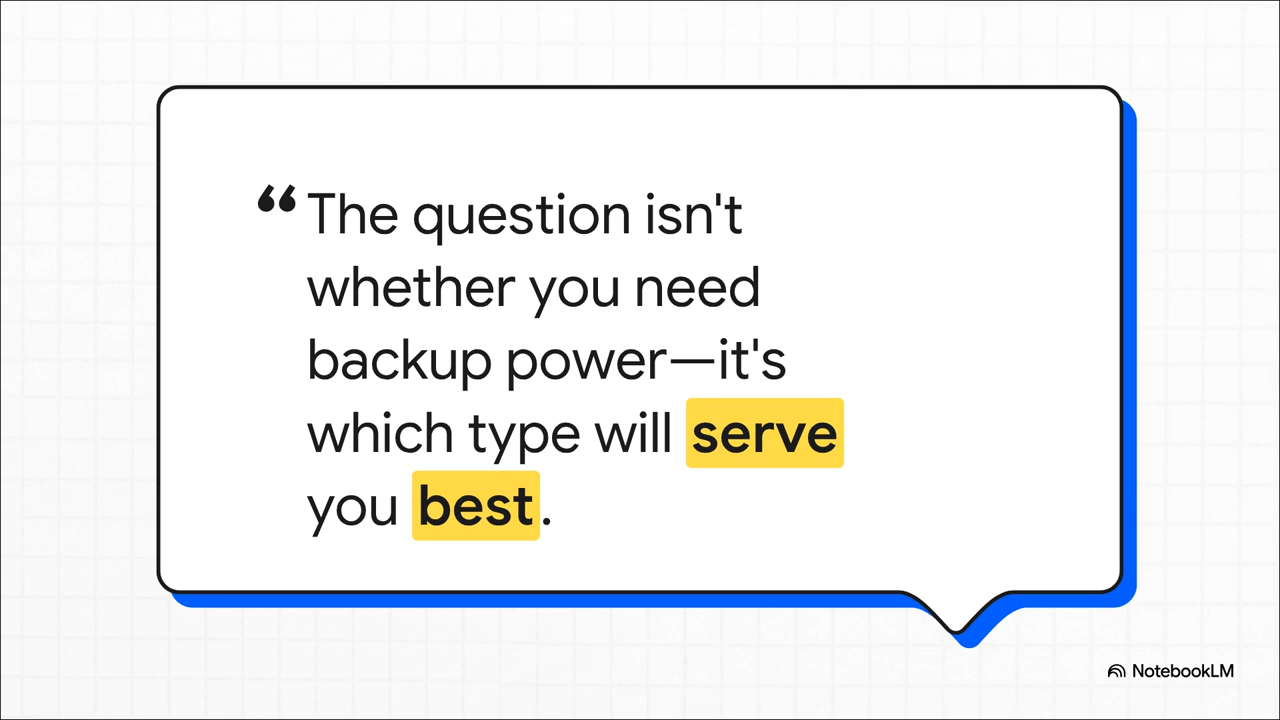 “The question isn't
whether you need
backup power—it's
which type will serve
you best.
NotebookLM